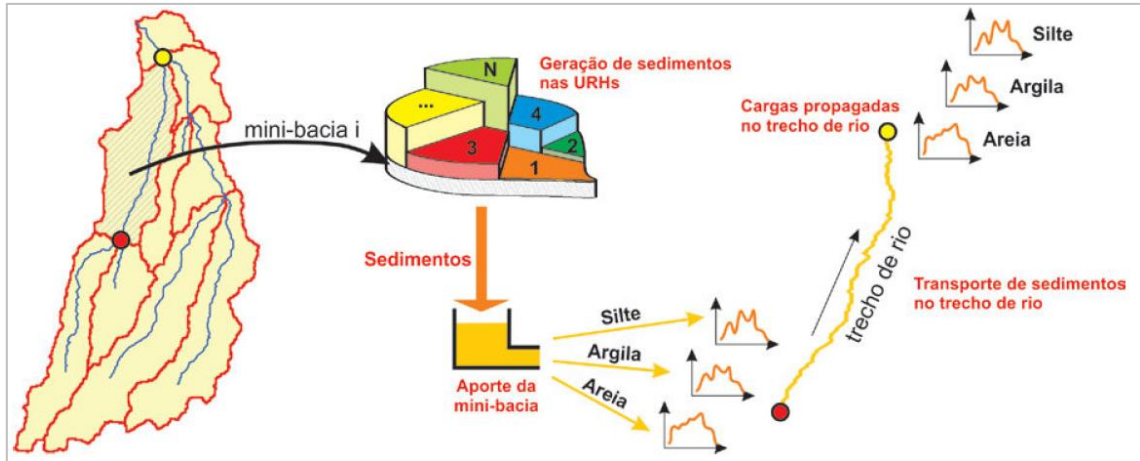 mini-bacia i
N
...
4
3
2
1
Geração de sedimentos
nas URHs
Sedimentos
Aporte da
mini-bacia
Silte
Argila
Areia
trecho de rio
Transporte de sedimentos
no trecho de rio
Cargas propagadas
no trecho de rio
Silte
Argila
Areia